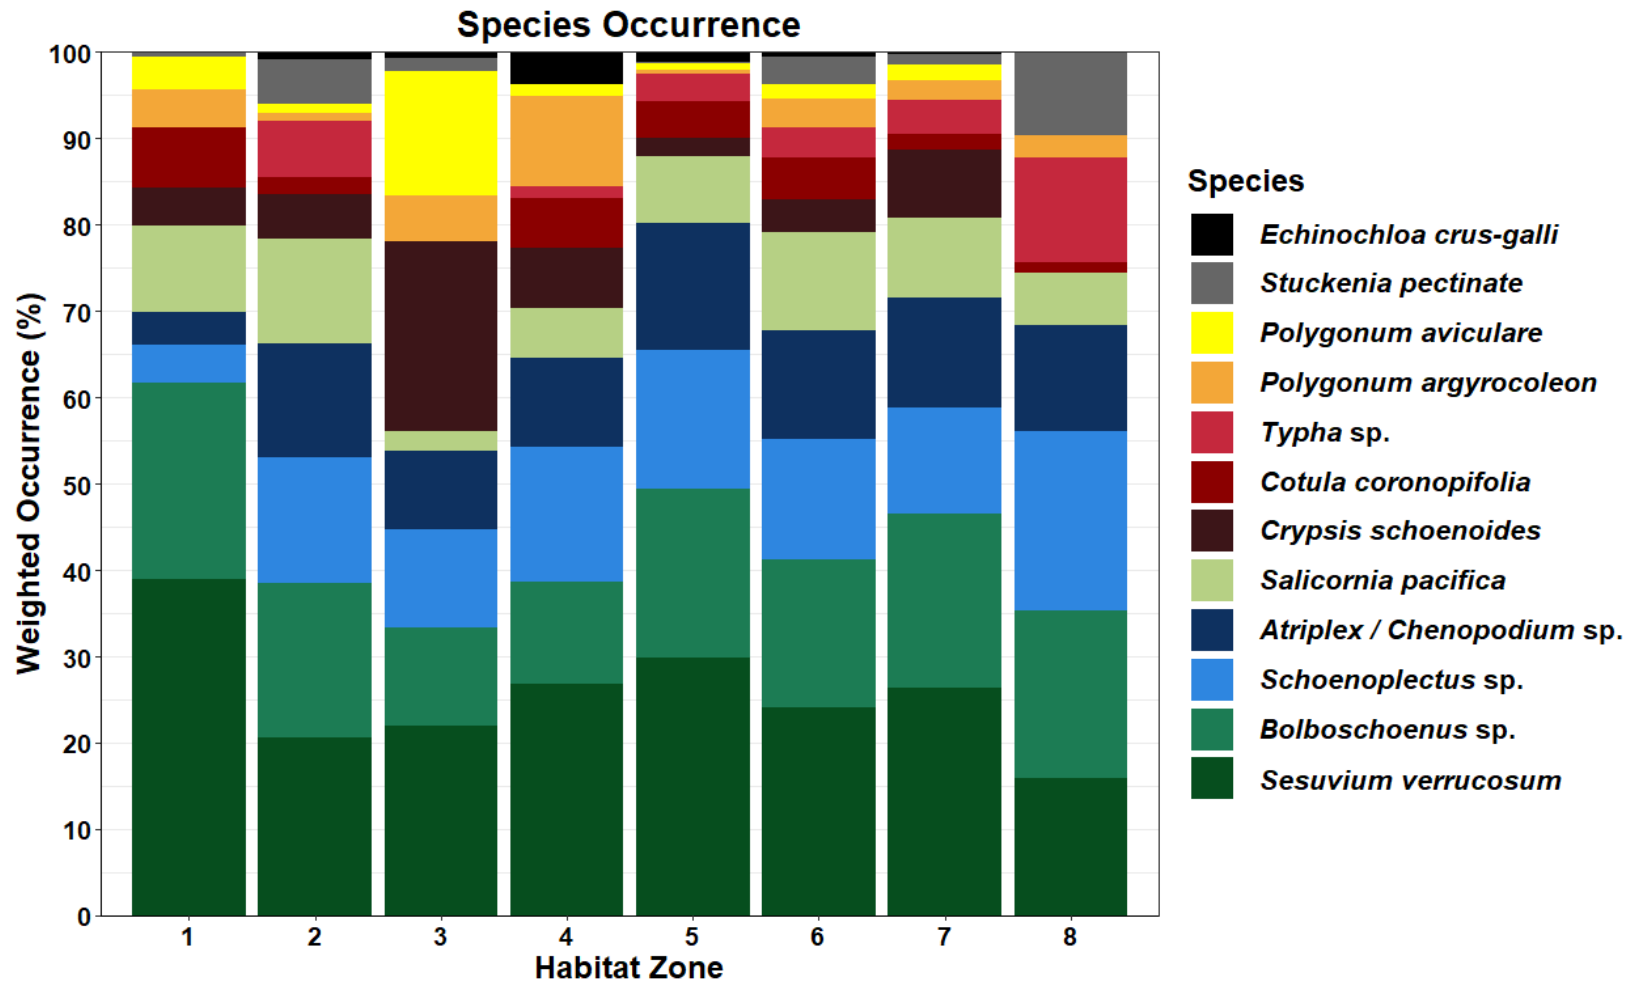 Species Occurrence
Weighted Occurrence (%)
100
90
80
70
60
50
40
30
20
10
0
1 2 3 4 5 6 7 8
Habitat Zone
Species
Echinochloa crus-galli
Stuckenia pectinate
Polygonum aviculare
Polygonum argyrocoleon
Typha sp.
Cotula coronopifolia
Crypsis schoenoides
Salicornia pacifica
Atriplex / Chenopodium sp.
Schoenoplectus sp.
Bolboschoenus sp.
Sesuvium verrucosum